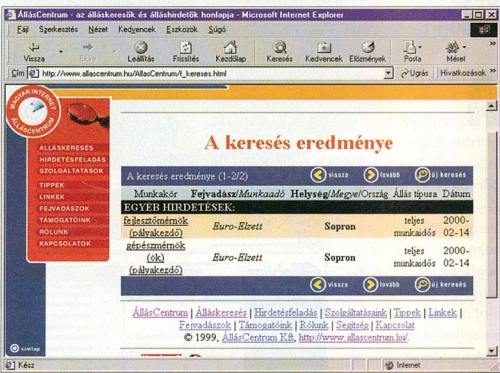 ÁllásCentrum - az álláskeresők és álláshirdetők honlapja - Microsoft Internet Explorer
Fájl Szerkesztés Nézet Kedvencek Eszközök Súgó
Vissza Előre Leállítás Frissítés Kezdőlap Keresés Kedvencek Előzmények Posta Méret
Cím http://www.allascentrum.hu/AllasCentrum/f_kereses.html Ugrás Hivatkozások
MAGYAR INTERNET
ÁLLÁSCENTRUM
ÁLLÁSKERESÉS
HIRDETÉSFELADÁS
SZOLGÁLTATÁSOK
TIPPEK
LINKEK
FEJVADÁSZOK
TÁMOGATÓINK
RÓLUNK
KAPCSOLATOK
címlap
A keresés eredménye
A keresés eredménye (1-2/2) vissza tovább új keresés
Munkakör Fejvadász/Munkaadó Helység/Megye/Ország Állás típusa Dátum
EGYÉB HIRDETÉSEK:
fejlesztőmérnök (pályakezdő) Euro-Elzett Sopron teljes munkaidős 2000-02-14
gépészmérnök (ök) (pályakezdő) Euro-Elzett Sopron teljes munkaidős 2000-02-14
vissza tovább új keresés
ÁllásCentrum | Álláskeresés | Hirdetésfeladás | Szolgáltatásaink | Tippek | Linkek |
Fejvadászok | Támogatóink | Rólunk | Segítség | Kapcsolat
© 1999, ÁllásCentrum Kft, http://www.allascentrum.hu/.
Kész Internet